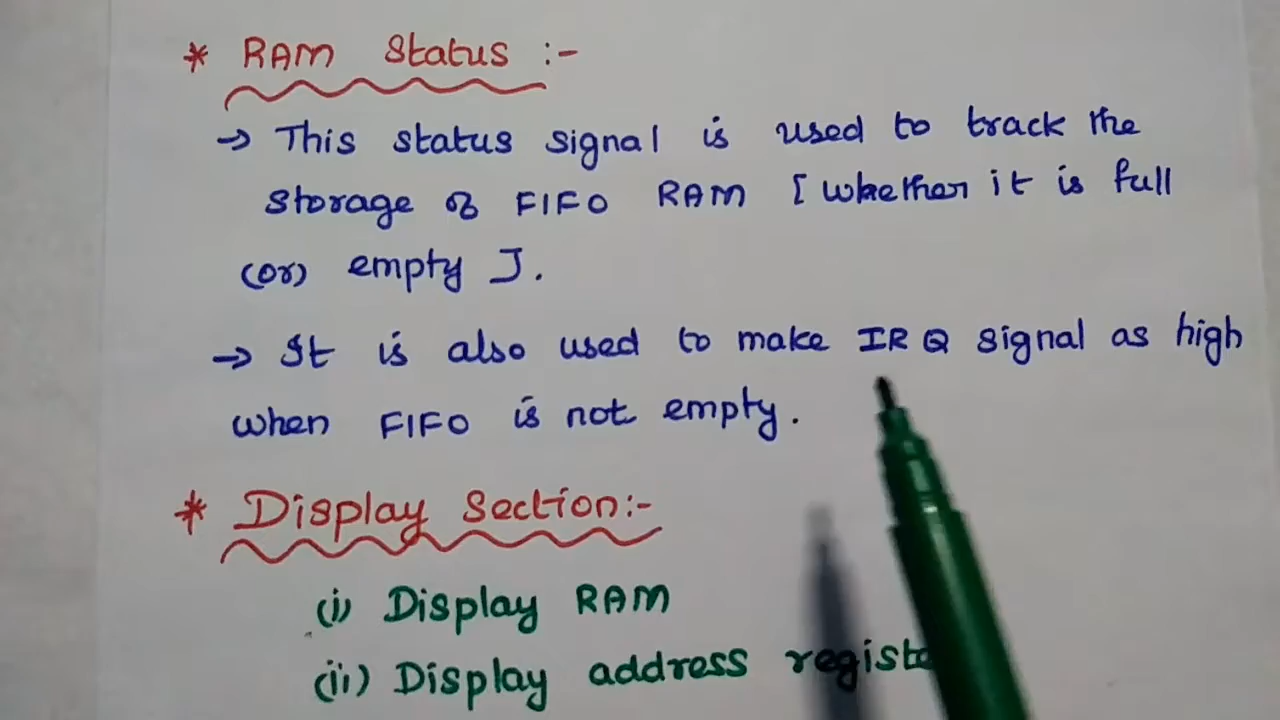 * RAM Status :-
→ This status signal is used to track the
storage of FIFO RAM [whether it is full
(or) empty].
→ It is also used to make IRQ signal as high
when FIFO is not empty.
* Display Section:-
(i) Display RAM
(ii) Display address